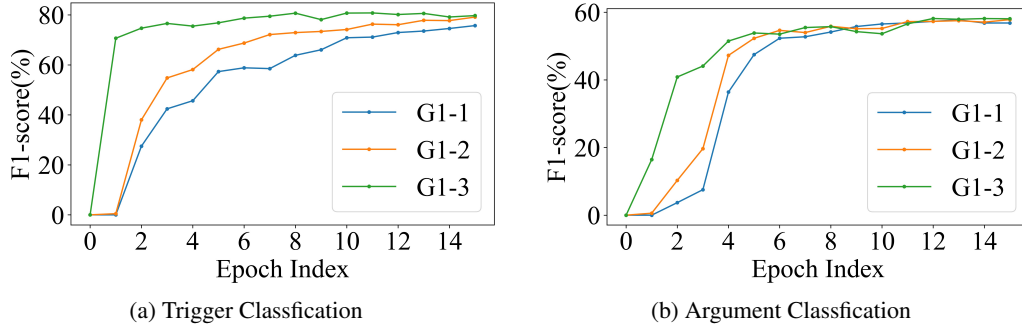 80
60
40
20
0
F1-score(%)
G1-1
G1-2
G1-3
0 2 4 6 8 10 12 14
Epoch Index
(a) Trigger Classfication
60
40
20
0
F1-score(%)
G1-1
G1-2
G1-3
0 2 4 6 8 10 12 14
Epoch Index
(b) Argument Classfication